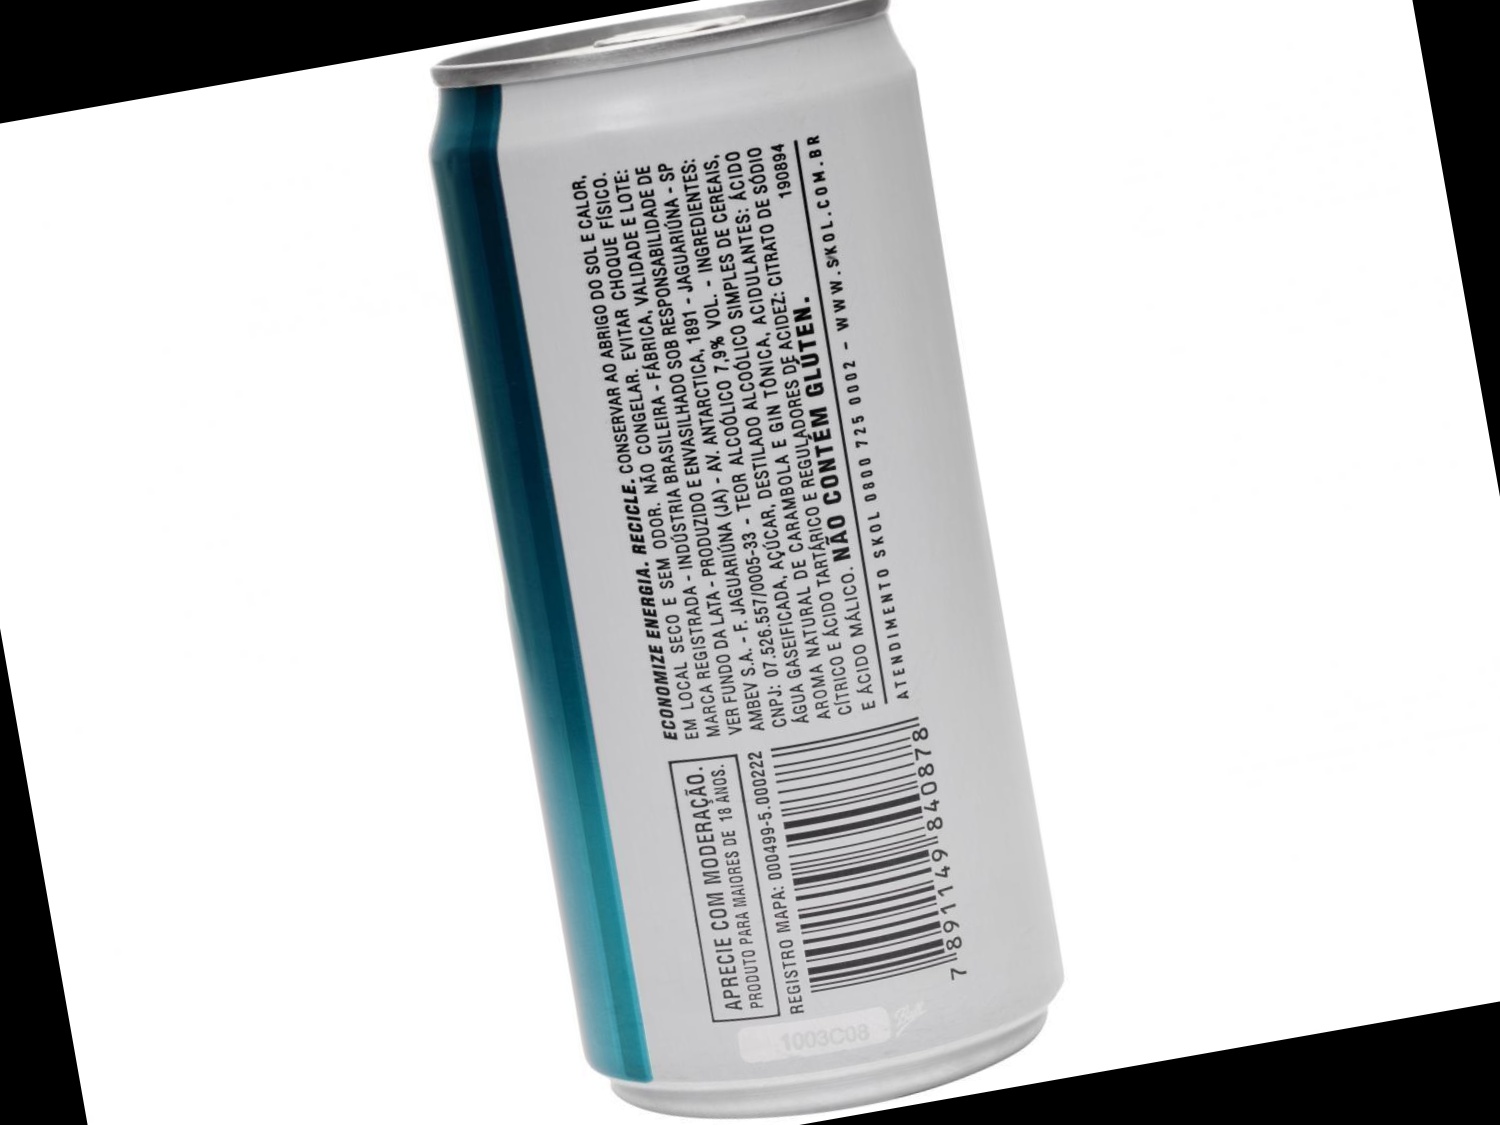 ECONOMIZE ENERGIA. RECICLE. CONSERVAR AO ABRIGO DO SOL E CALOR,
EM LOCAL SECO E SEM ODOR. NÃO CONGELAR. EVITAR CHOQUE FÍSICO.
MARCA REGISTRADA - INDÚSTRIA BRASILEIRA - FÁBRICA, VALIDADE E LOTE:
VER FUNDO DA LATA - PRODUZIDO E ENVASILHADO SOB RESPONSABILIDADE DE
AMBEV S.A. - F. JAGUARIÚNA (JA) - AV. ANTARCTICA, 1891 - JAGUARIÚNA - SP
CNPJ: 07.526.557/0005-33 - TEOR ALCOÓLICO 7,9% VOL. - INGREDIENTES:
ÁGUA GASEIFICADA, AÇÚCAR, DESTILADO ALCOÓLICO SIMPLES DE CEREAIS,
AROMA NATURAL DE CARAMBOLA E GIN TÔNICA, ACIDULANTES: ÁCIDO
CÍTRICO E ÁCIDO TARTÁRICO E REGULADORES DE ACIDEZ: CITRATO DE SÓDIO
E ÁCIDO MÁLICO. NÃO CONTÉM GLÚTEN. 190894
ATENDIMENTO SKOL 0800 725 0002 – WWW.SKOL.COM.BR
APRECIE COM MODERAÇÃO.
PRODUTO PARA MAIORES DE 18 ANOS.
REGISTRO MAPA: 000499-5.000222
7 891149 840878
1003C08
Ball